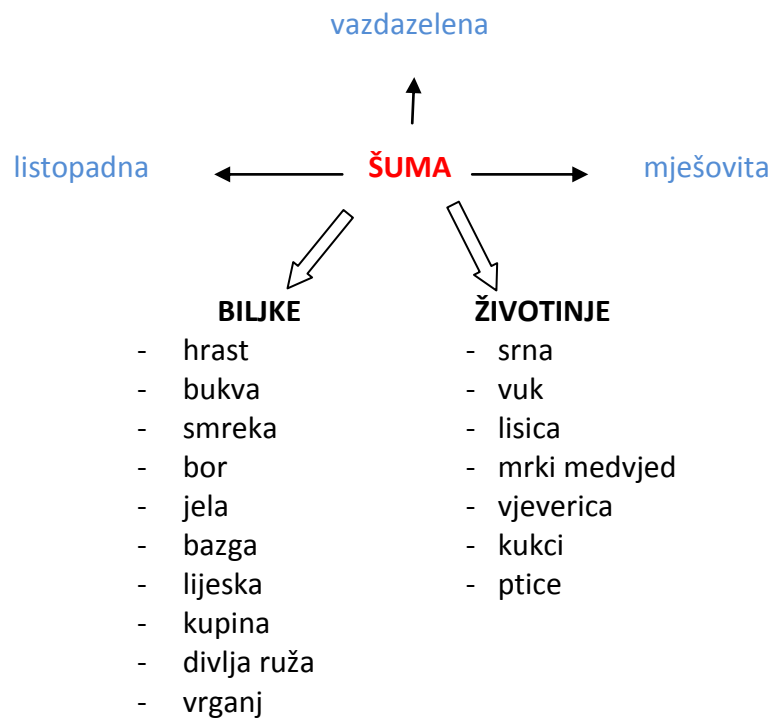 vazdazelena
listopadna
ŠUMA
mješovita
BILJKE
- hrast
- bukva
- smreka
- bor
- jela
- bazga
- lijeska
- kupina
- divlja ruža
- vrganj
ŽIVOTINJE
- srna
- vuk
- lisica
- mrki medvjed
- vjeverica
- kukci
- ptice